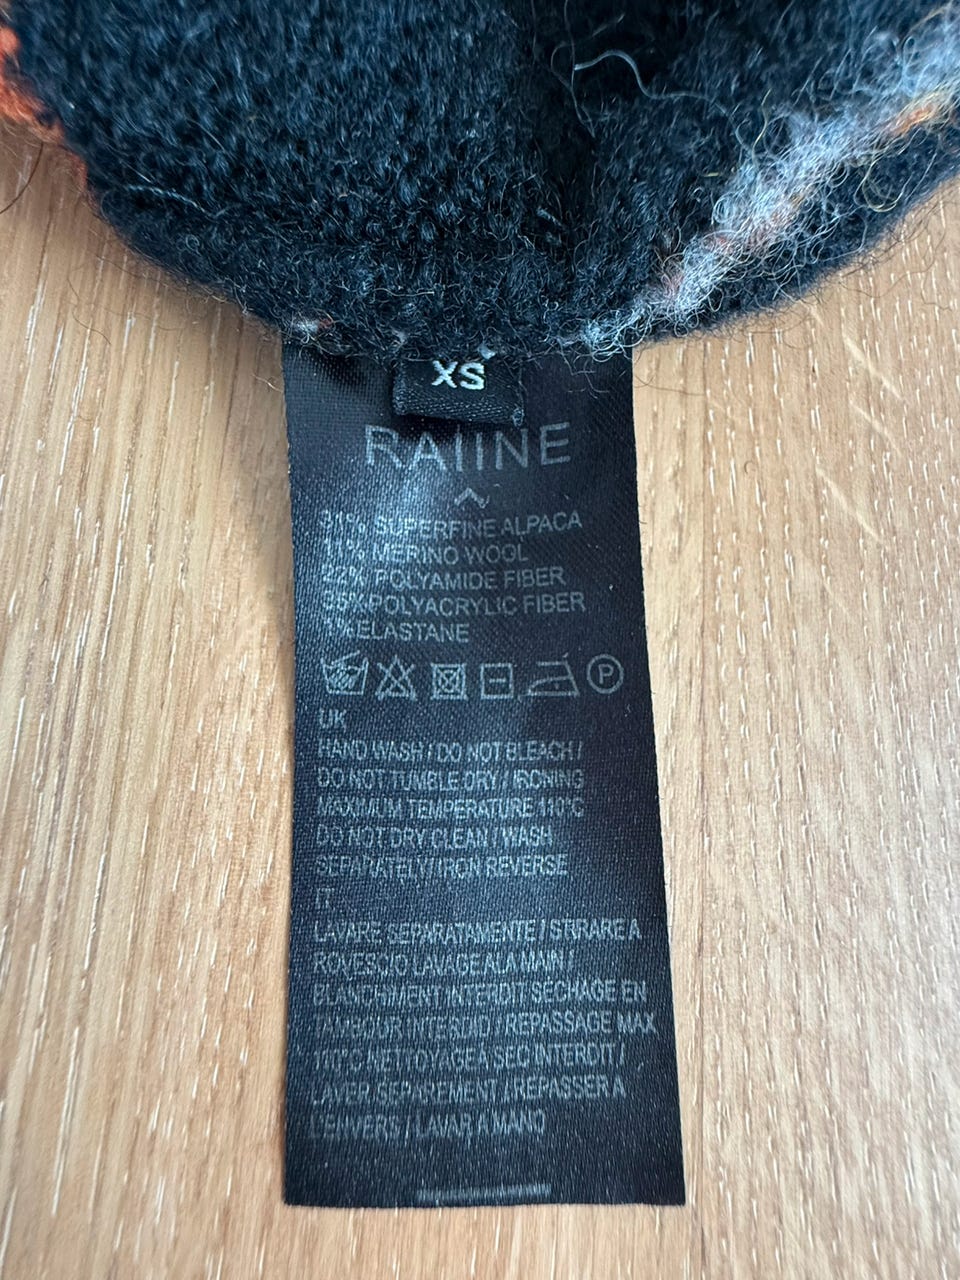 XS
RAIINE
31% SUPERFINE ALPACA
11% MERINO WOOL
22% POLYAMIDE FIBER
35% POLYACRYLIC FIBER
ELASTANE
P
UK
HAND WASH / DO NOT BLEACH /
DO NOT TUMBLE DRY / IRONING
MAXIMUM TEMPERATURE 110°C
DO NOT DRY CLEAN / WASH
SEPARATELY/IRON REVERSE
IT
LAVARE SEPARATAMENTE / STIRARE A
ROVESCIO LAVAGE A LA MAIN /
BLANCHIMENT INTERDIT SECHAGE EN
TAMBOUR INTERDID / REPASSAGE MAX
110°C NETTOYAGE A SEC INTERDIT /
LAVER SEPAREMENT / REPASSER A
L'ENVERS / LAVAR A MANO